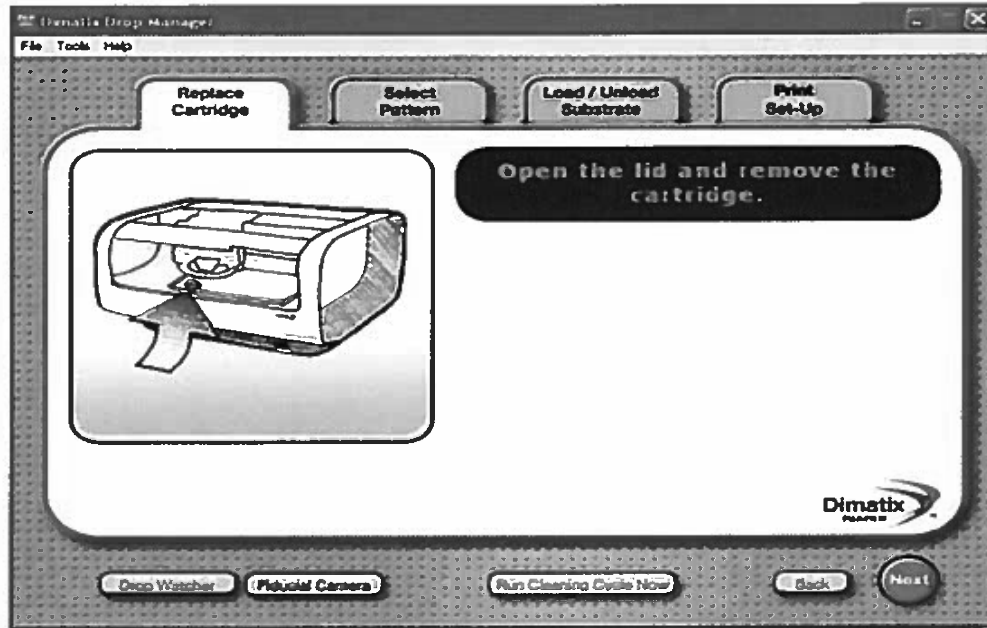 Dimatix Drop Manager
File Tools Help
Replace
Cartridge
Select
Pattern
Load / Unload
Substrate
Print
Set-Up
Open the lid and remove the
cartridge.
Dimatix
Drop Watcher
Fiducial Camera
Run Cleaning Cycle Now
Back
Next